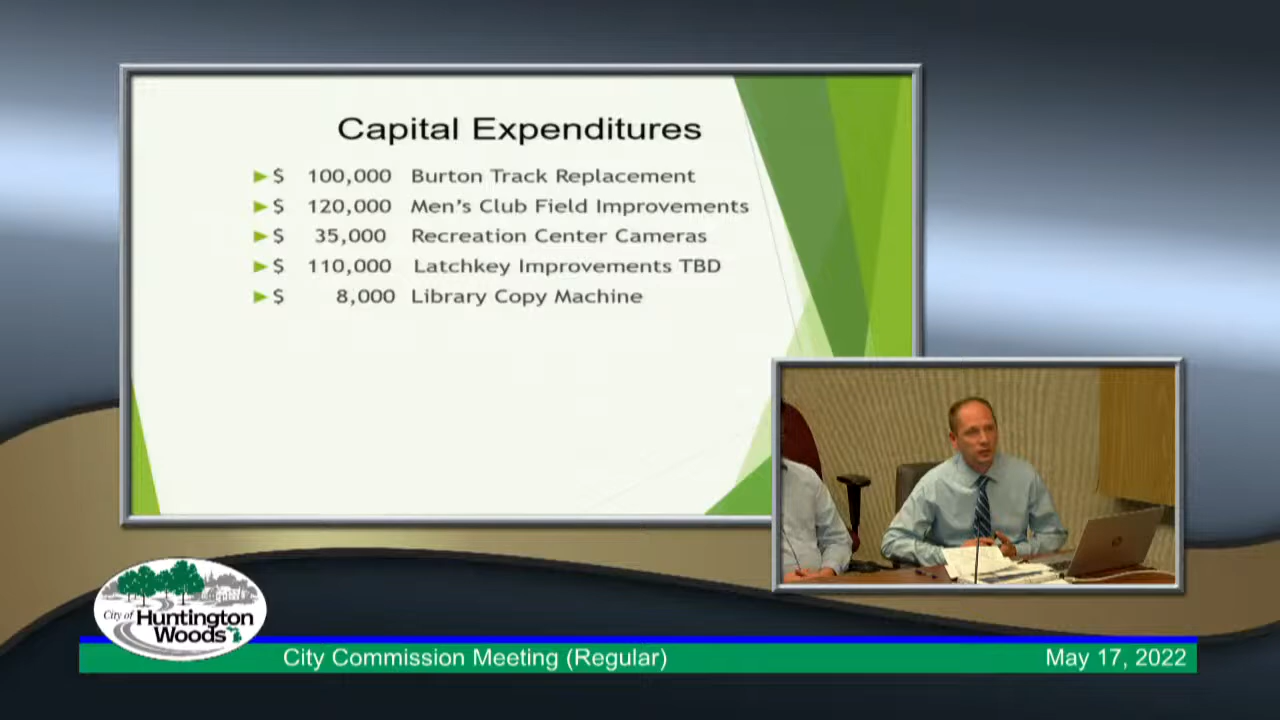 Capital Expenditures
$ 100,000 Burton Track Replacement
$ 120,000 Men's Club Field Improvements
$ 35,000 Recreation Center Cameras
$ 110,000 Latchkey Improvements TBD
$ 8,000 Library Copy Machine
City of
Huntington
Woods
City Commission Meeting (Regular) May 17, 2022